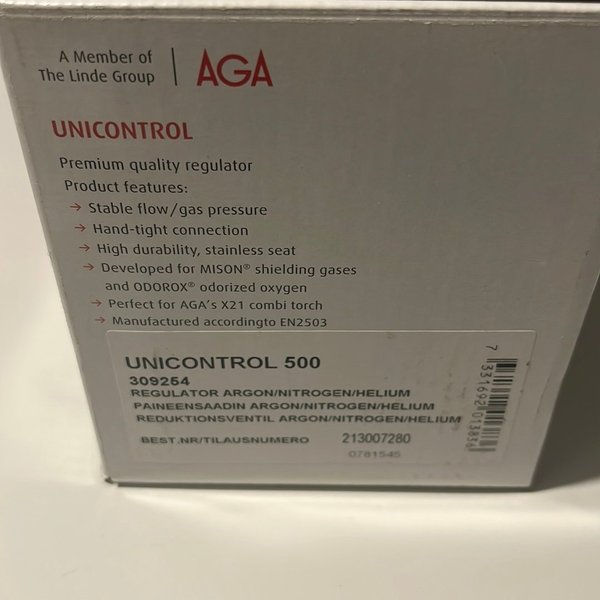 A Member of
The Linde Group
AGA
UNICONTROL
Premium quality regulator
Product features:
→ Stable flow/gas pressure
→ Hand-tight connection
→ High durability, stainless seat
→ Developed for MISON® shielding gases
and ODOROX® odorized oxygen
→ Perfect for AGA's X21 combi torch
→ Manufactured accordingto EN2503
UNICONTROL 500
309254
REGULATOR ARGON/NITROGEN/HELIUM
PAINEENSAADIN ARGON/NITROGEN/HELIUM
REDUKTIONSVENTIL ARGON/NITROGEN/HELIUM
BEST.NR/TILAUSNUMERO 213007280
0781545
7 331692 013836